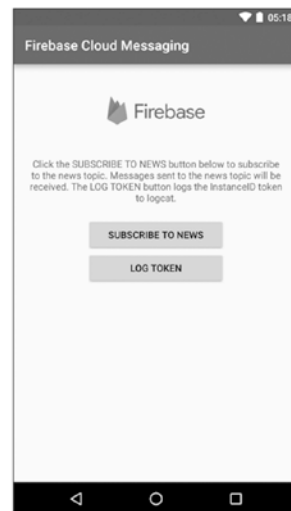 05:18
Firebase Cloud Messaging
Firebase
Click the SUBSCRIBE TO NEWS button below to subscribe
to the news topic. Messages sent to the news topic will be
received. The LOG TOKEN button logs the InstanceID token
to logcat.
SUBSCRIBE TO NEWS
LOG TOKEN